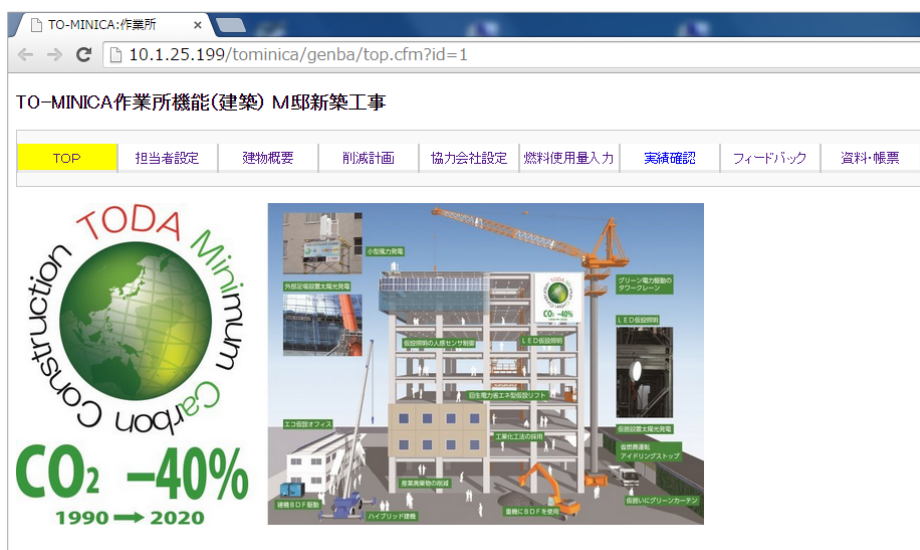 TO-MINICA:作業所
10.1.25.199/tominica/genba/top.cfm?id=1
TO-MINICA作業所機能(建築) M邸新築工事
TOP 担当者設定 建物概要 削減計画 協力会社設定 燃料使用量入力 実績確認 フィードバック 資料・帳票
TODA Minimum Carbon Construction
CO₂ −40%
1990 → 2020
小型風力発電
外部足場設置太陽光発電
グリーン電力駆動の
タワークレーン
CO₂ −40%
LED仮設照明
仮設照明の人感センサ制御
LED仮設照明
回生電力省エネ型仮設リフト
エコ仮設オフィス
工業化工法の採用
仮囲設置太陽光発電
省燃費運転
アイドリングストップ
産業廃棄物の削減
建機BDF駆動
ハイブリッド建機
重機にBDFを使用
仮囲いにグリーンカーテン